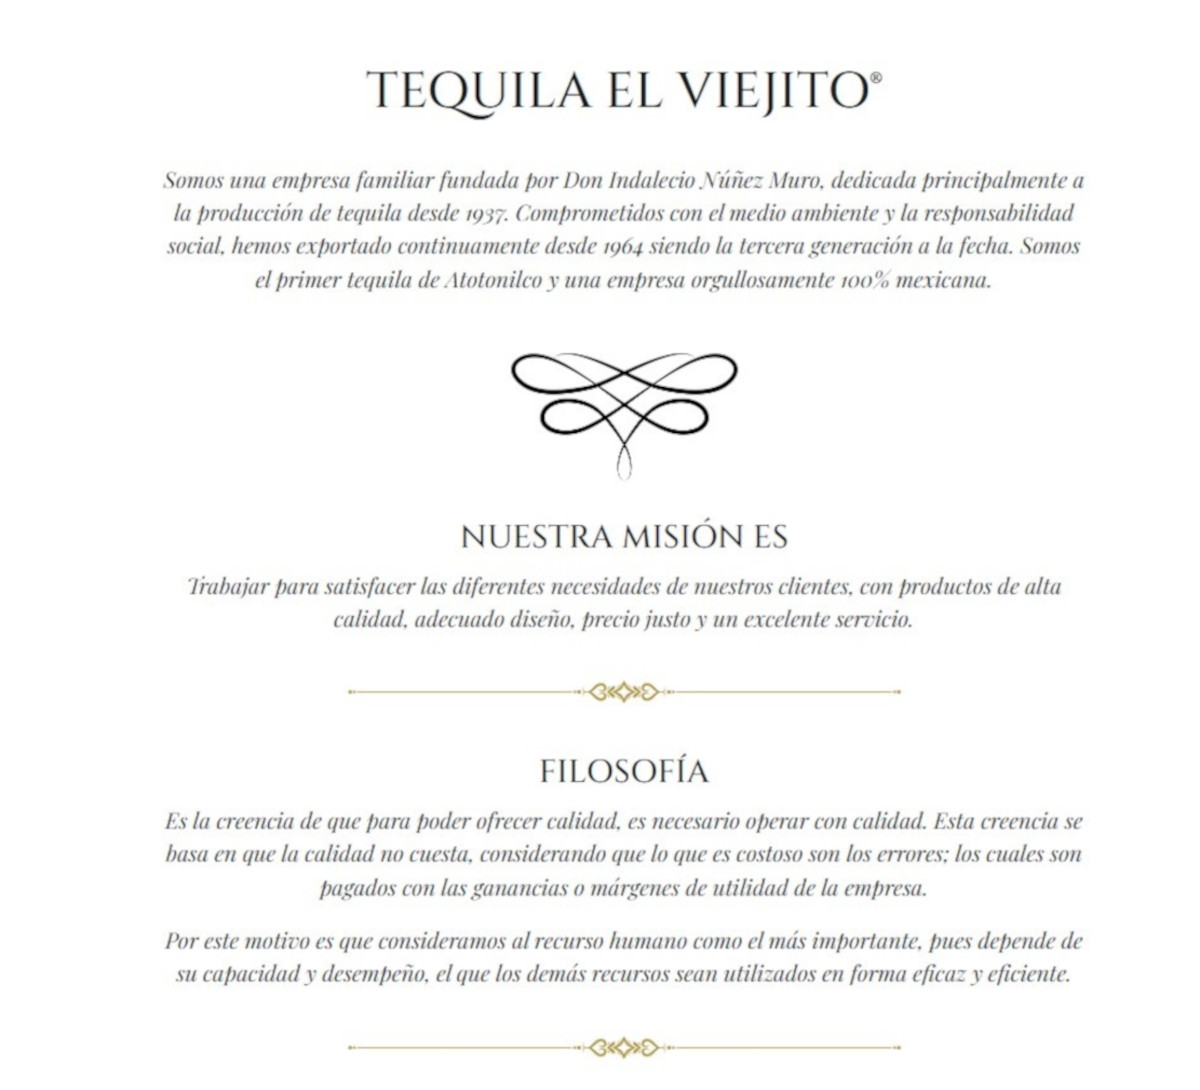 TEQUILA EL VIEJITO®
Somos una empresa familiar fundada por Don Indalecio Núñez Muro, dedicada principalmente a
la producción de tequila desde 1937. Comprometidos con el medio ambiente y la responsabilidad
social, hemos exportado continuamente desde 1964 siendo la tercera generación a la fecha. Somos
el primer tequila de Atotonilco y una empresa orgullosamente 100% mexicana.
NUESTRA MISIÓN ES
Trabajar para satisfacer las diferentes necesidades de nuestros clientes, con productos de alta
calidad, adecuado diseño, precio justo y un excelente servicio.
FILOSOFÍA
Es la creencia de que para poder ofrecer calidad, es necesario operar con calidad. Esta creencia se
basa en que la calidad no cuesta, considerando que lo que es costoso son los errores; los cuales son
pagados con las ganancias o márgenes de utilidad de la empresa.
Por este motivo es que consideramos al recurso humano como el más importante, pues depende de
su capacidad y desempeño, el que los demás recursos sean utilizados en forma eficaz y eficiente.